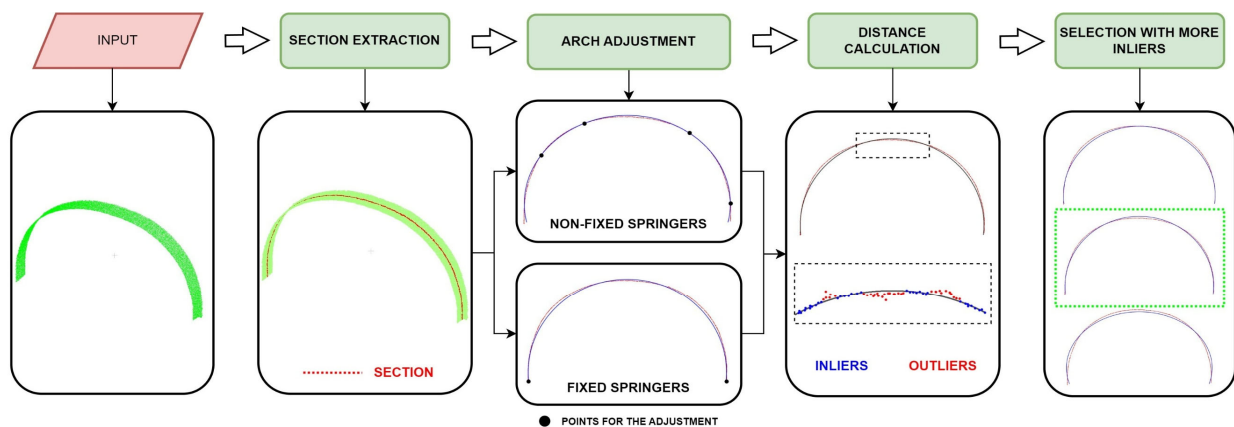 INPUT
SECTION EXTRACTION
ARCH ADJUSTMENT
DISTANCE
CALCULATION
SELECTION WITH MORE
INLIERS
SECTION
NON-FIXED SPRINGERS
FIXED SPRINGERS
POINTS FOR THE ADJUSTMENT
INLIERS
OUTLIERS